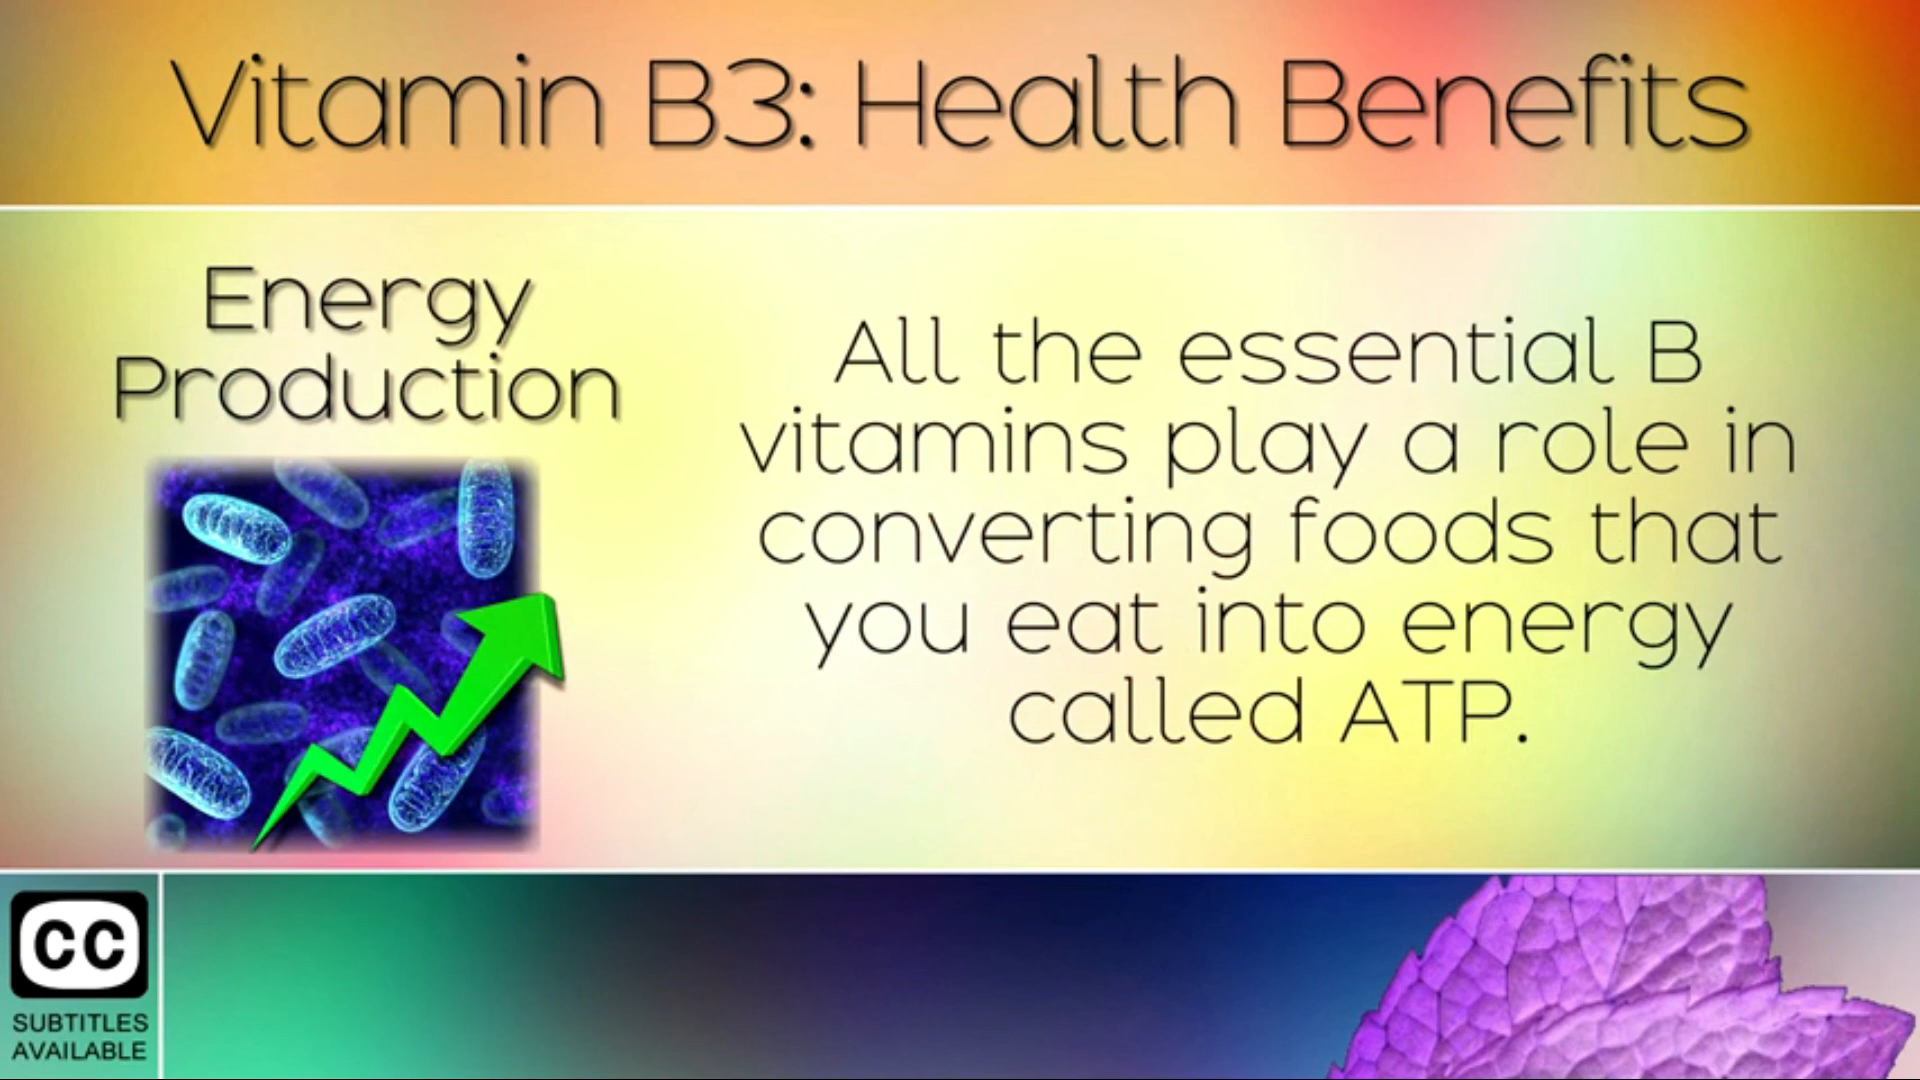 Vitamin B3: Health Benefits
Energy
Production
All the essential B
vitamins play a role in
converting foods that
you eat into energy
called ATP.
CC
SUBTITLES
AVAILABLE